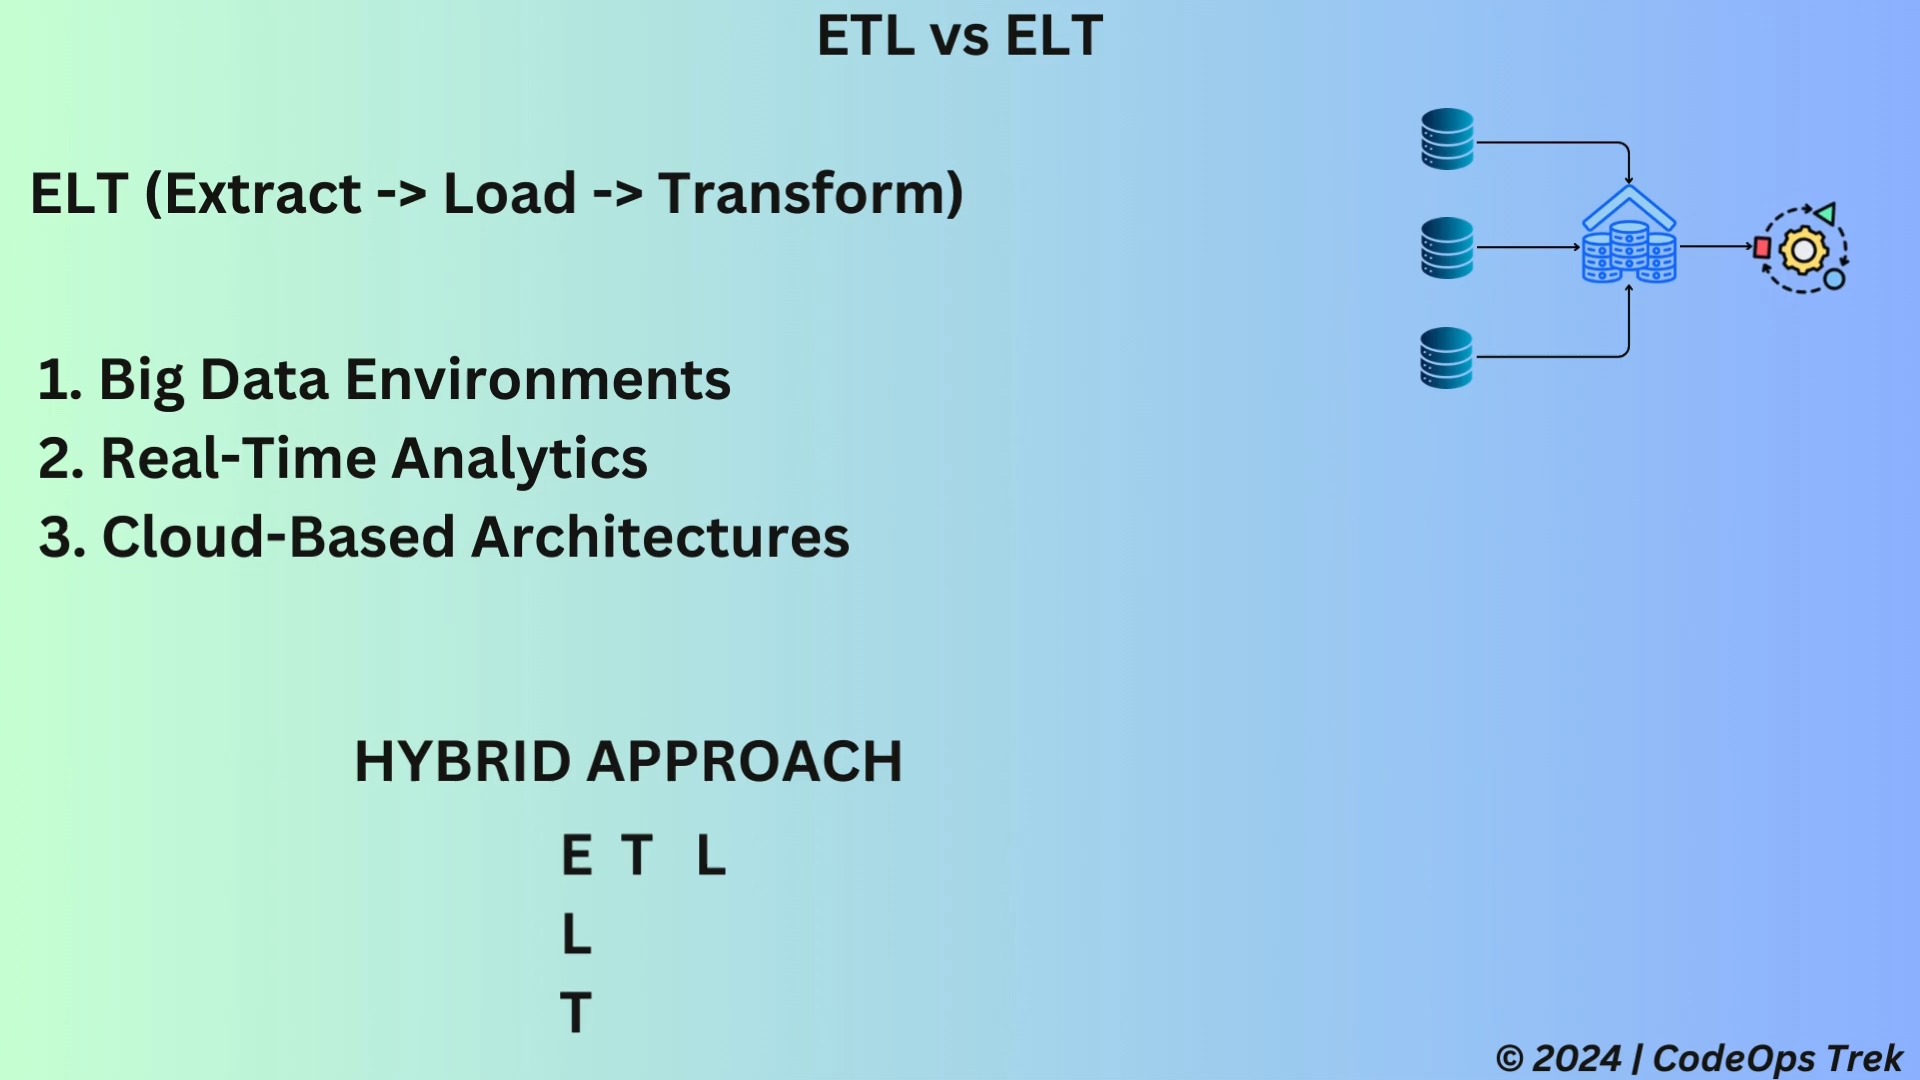 ETL vs ELT
ELT (Extract -> Load -> Transform)
1. Big Data Environments
2. Real-Time Analytics
3. Cloud-Based Architectures
HYBRID APPROACH
E T L
L
T
© 2024 | CodeOps Trek